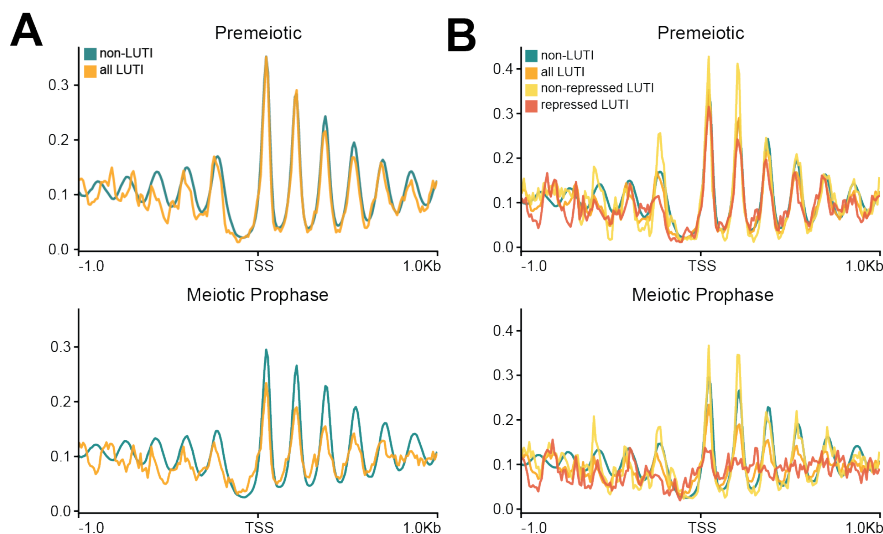 A
Premeiotic
non-LUTI
all LUTI
0.3
0.2
0.1
0.0
-1.0 TSS 1.0Kb
Meiotic Prophase
0.3
0.2
0.1
0.0
-1.0 TSS 1.0Kb
B
Premeiotic
non-LUTI
all LUTI
non-repressed LUTI
repressed LUTI
0.4
0.3
0.2
0.1
0.0
-1.0 TSS 1.0Kb
Meiotic Prophase
0.4
0.3
0.2
0.1
0.0
-1.0 TSS 1.0Kb